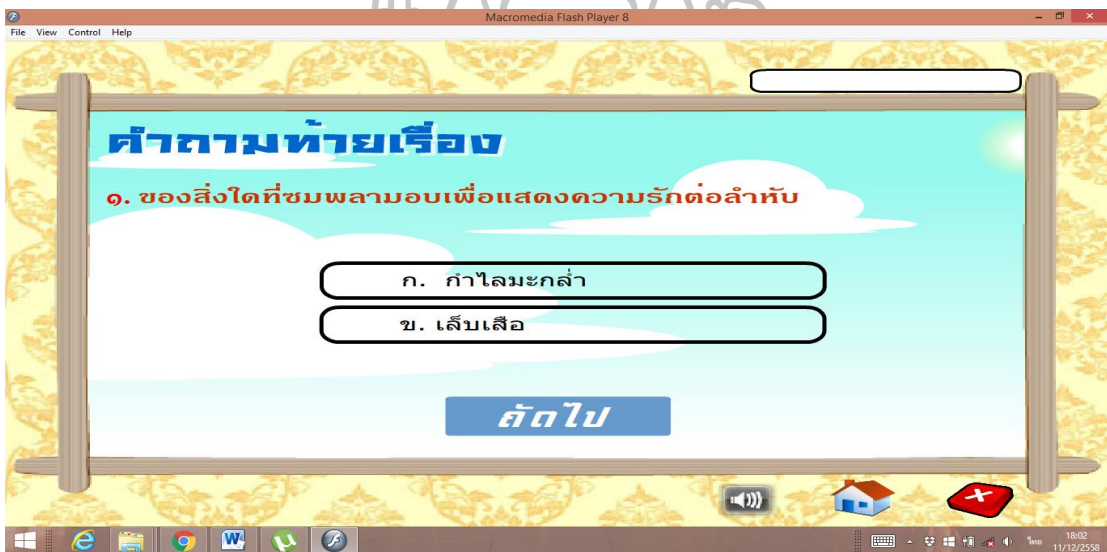 Macromedia Flash Player 8
File View Control Help
คำถามท้ายเรื่อง
๑. ของสิ่งใดที่ซมพลามอบเพื่อแสดงความรักต่อลำหับ
ก. กำไลมะกล่ำ
ข. เล็บเสือ
ถัดไป
ไทย
18:02
11/12/2558